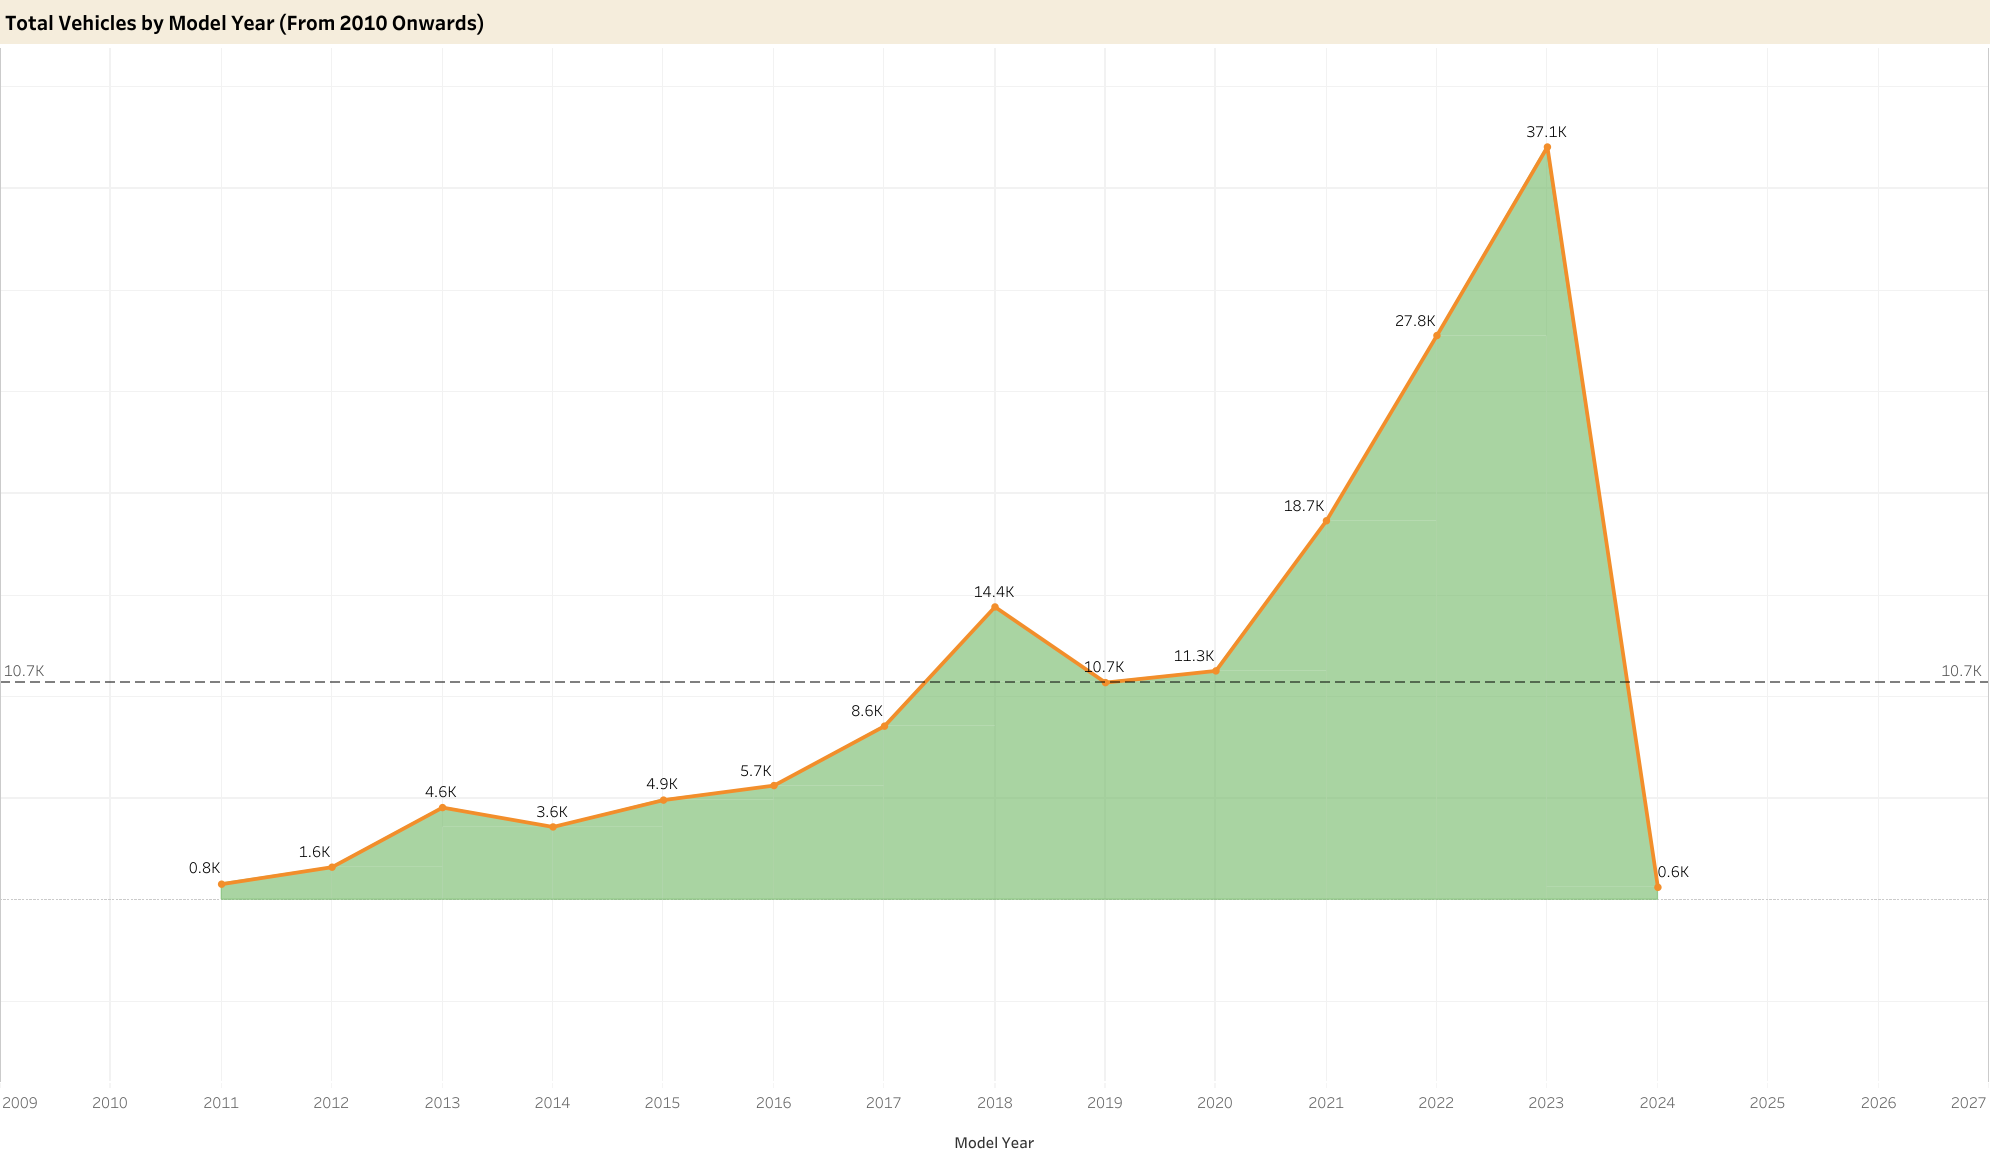 Total Vehicles by Model Year (From 2010 Onwards)
37.1K
27.8K
18.7K
14.4K
11.3K
10.7K
10.7K
10.7K
8.6K
5.7K
4.9K
4.6K
3.6K
1.6K
0.8K
0.6K
2009 2010 2011 2012 2013 2014 2015 2016 2017 2018 2019 2020 2021 2022 2023 2024 2025 2026 2027
Model Year